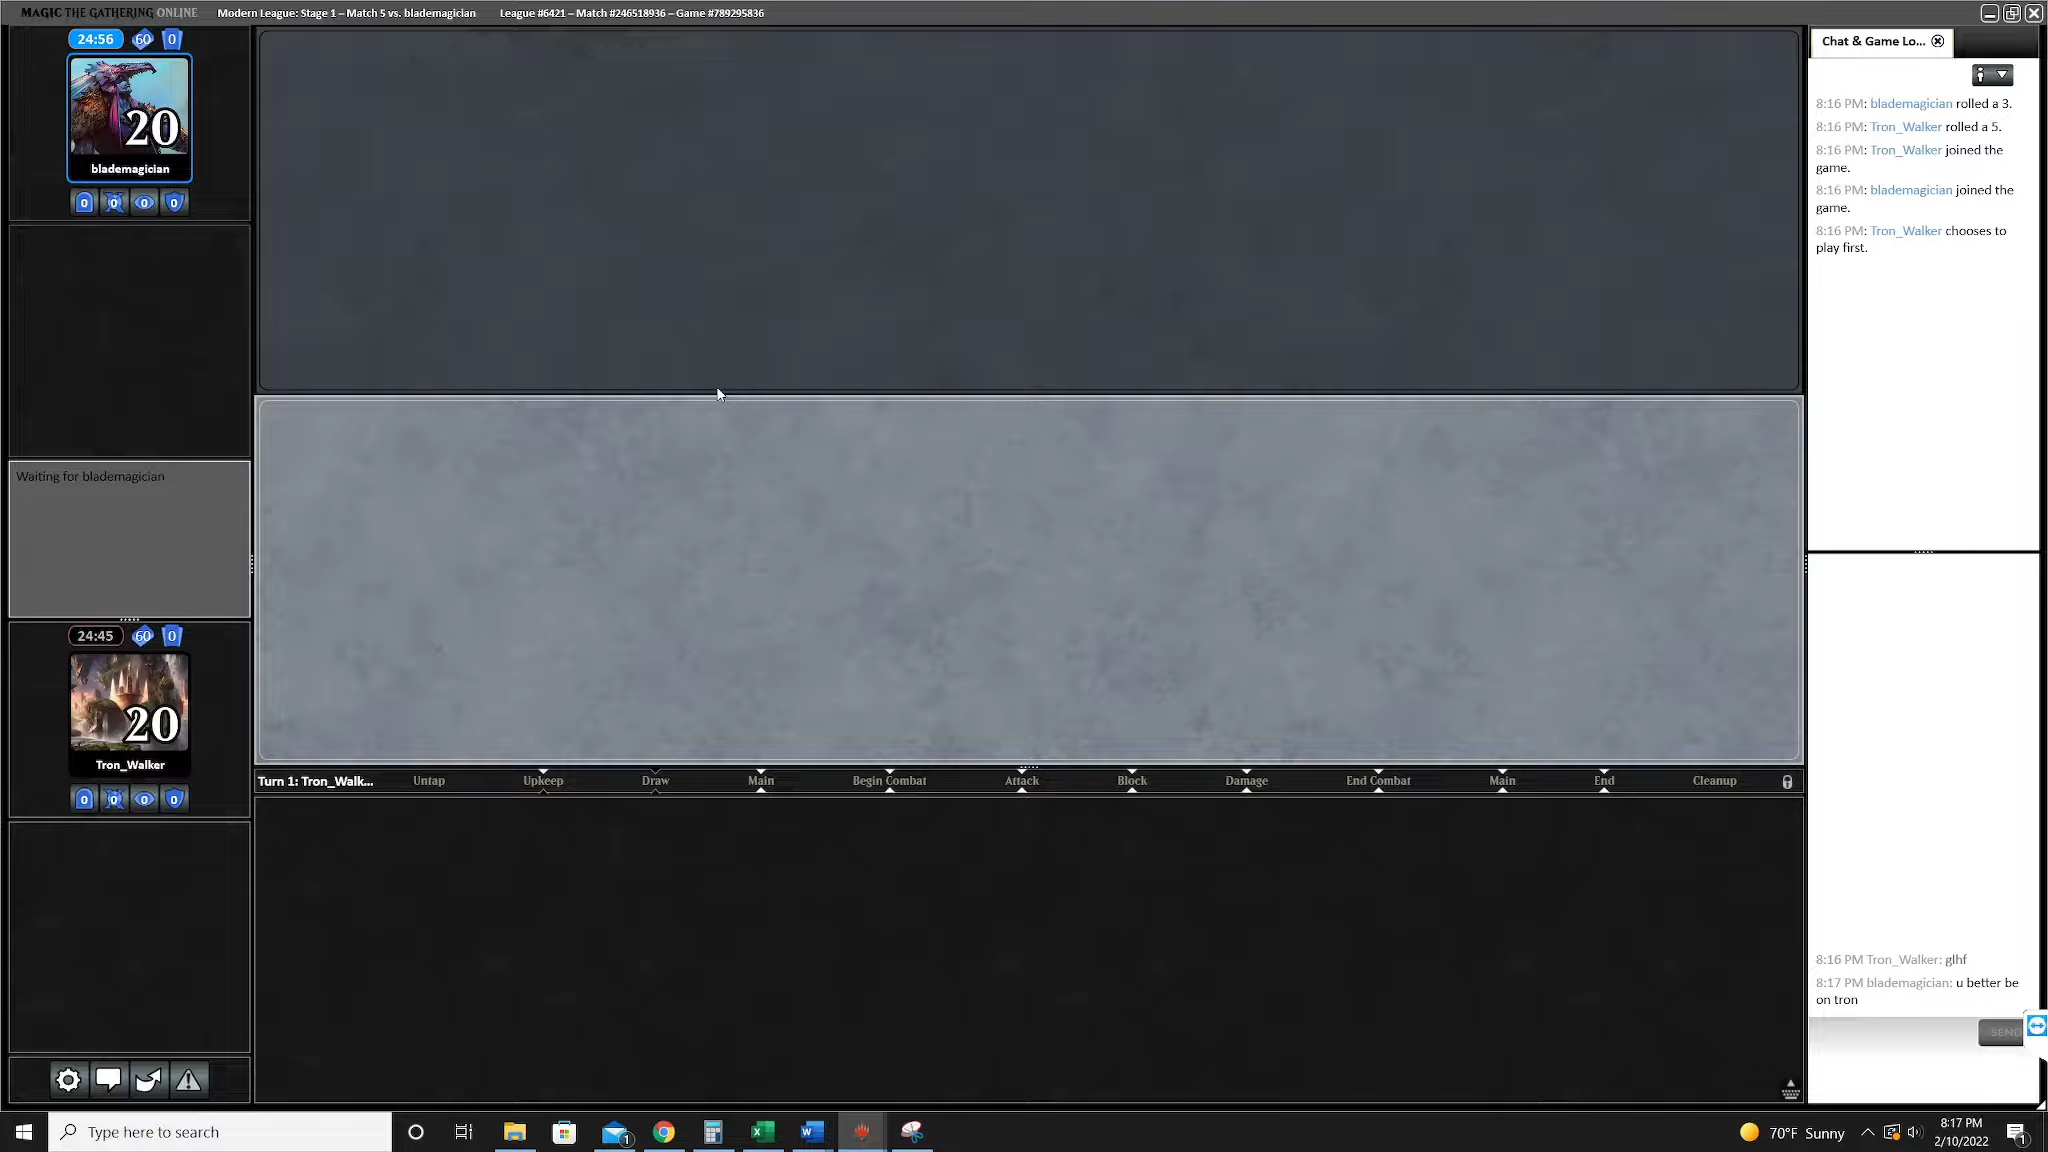 MAGIC THE GATHERING ONLINE Modern League: Stage 1 – Match 5 vs. blademagician League #6421 – Match #246518936 – Game #789295836
24:56 60 0
20
blademagician
0 0 0 0
Waiting for blademagician
24:45 60 0
20
Tron_Walker
0 0 0 0
Turn 1: Tron_Walk... Untap Upkeep Draw Main Begin Combat Attack Block Damage End Combat Main End Cleanup
Chat & Game Lo...
8:16 PM: blademagician rolled a 3.
8:16 PM: Tron_Walker rolled a 5.
8:16 PM: Tron_Walker joined the
game.
8:16 PM: blademagician joined the
game.
8:16 PM: Tron_Walker chooses to
play first.
8:16 PM Tron_Walker: glhf
8:17 PM blademagician: u better be
on tron
SEND
Type here to search
1
70°F Sunny
8:17 PM
2/10/2022
1